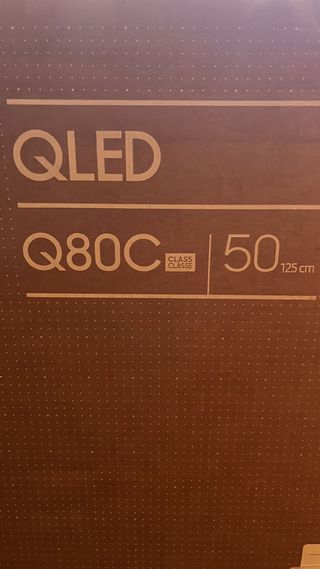 QLED
Q80C CLASS CLASSE 50 125 cm